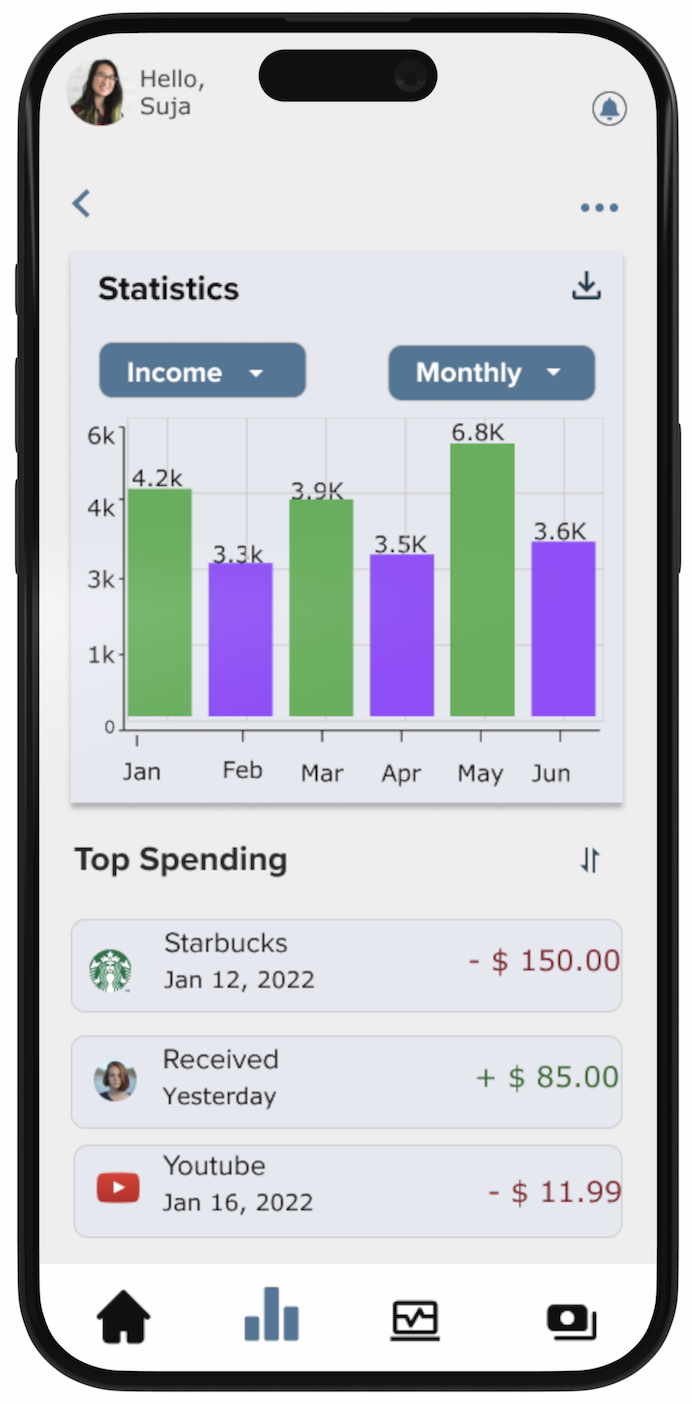 Hello,
Suja
Statistics
Income
Monthly
6k
4k
3k
1k
0
4.2k
3.3k
3.9K
3.5K
6.8K
3.6K
Jan
Feb
Mar
Apr
May
Jun
Top Spending
Starbucks
Jan 12, 2022
- $ 150.00
Received
Yesterday
+ $ 85.00
Youtube
Jan 16, 2022
- $ 11.99